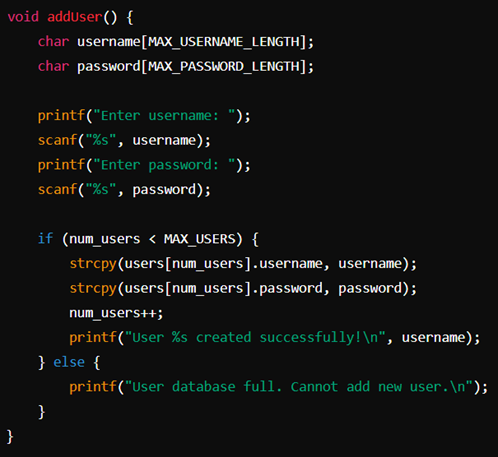 void addUser() {
    char username[MAX_USERNAME_LENGTH];
    char password[MAX_PASSWORD_LENGTH];

    printf("Enter username: ");
    scanf("%s", username);
    printf("Enter password: ");
    scanf("%s", password);

    if (num_users < MAX_USERS) {
        strcpy(users[num_users].username, username);
        strcpy(users[num_users].password, password);
        num_users++;
        printf("User %s created successfully!\n", username);
    } else {
        printf("User database full. Cannot add new user.\n");
    }
}